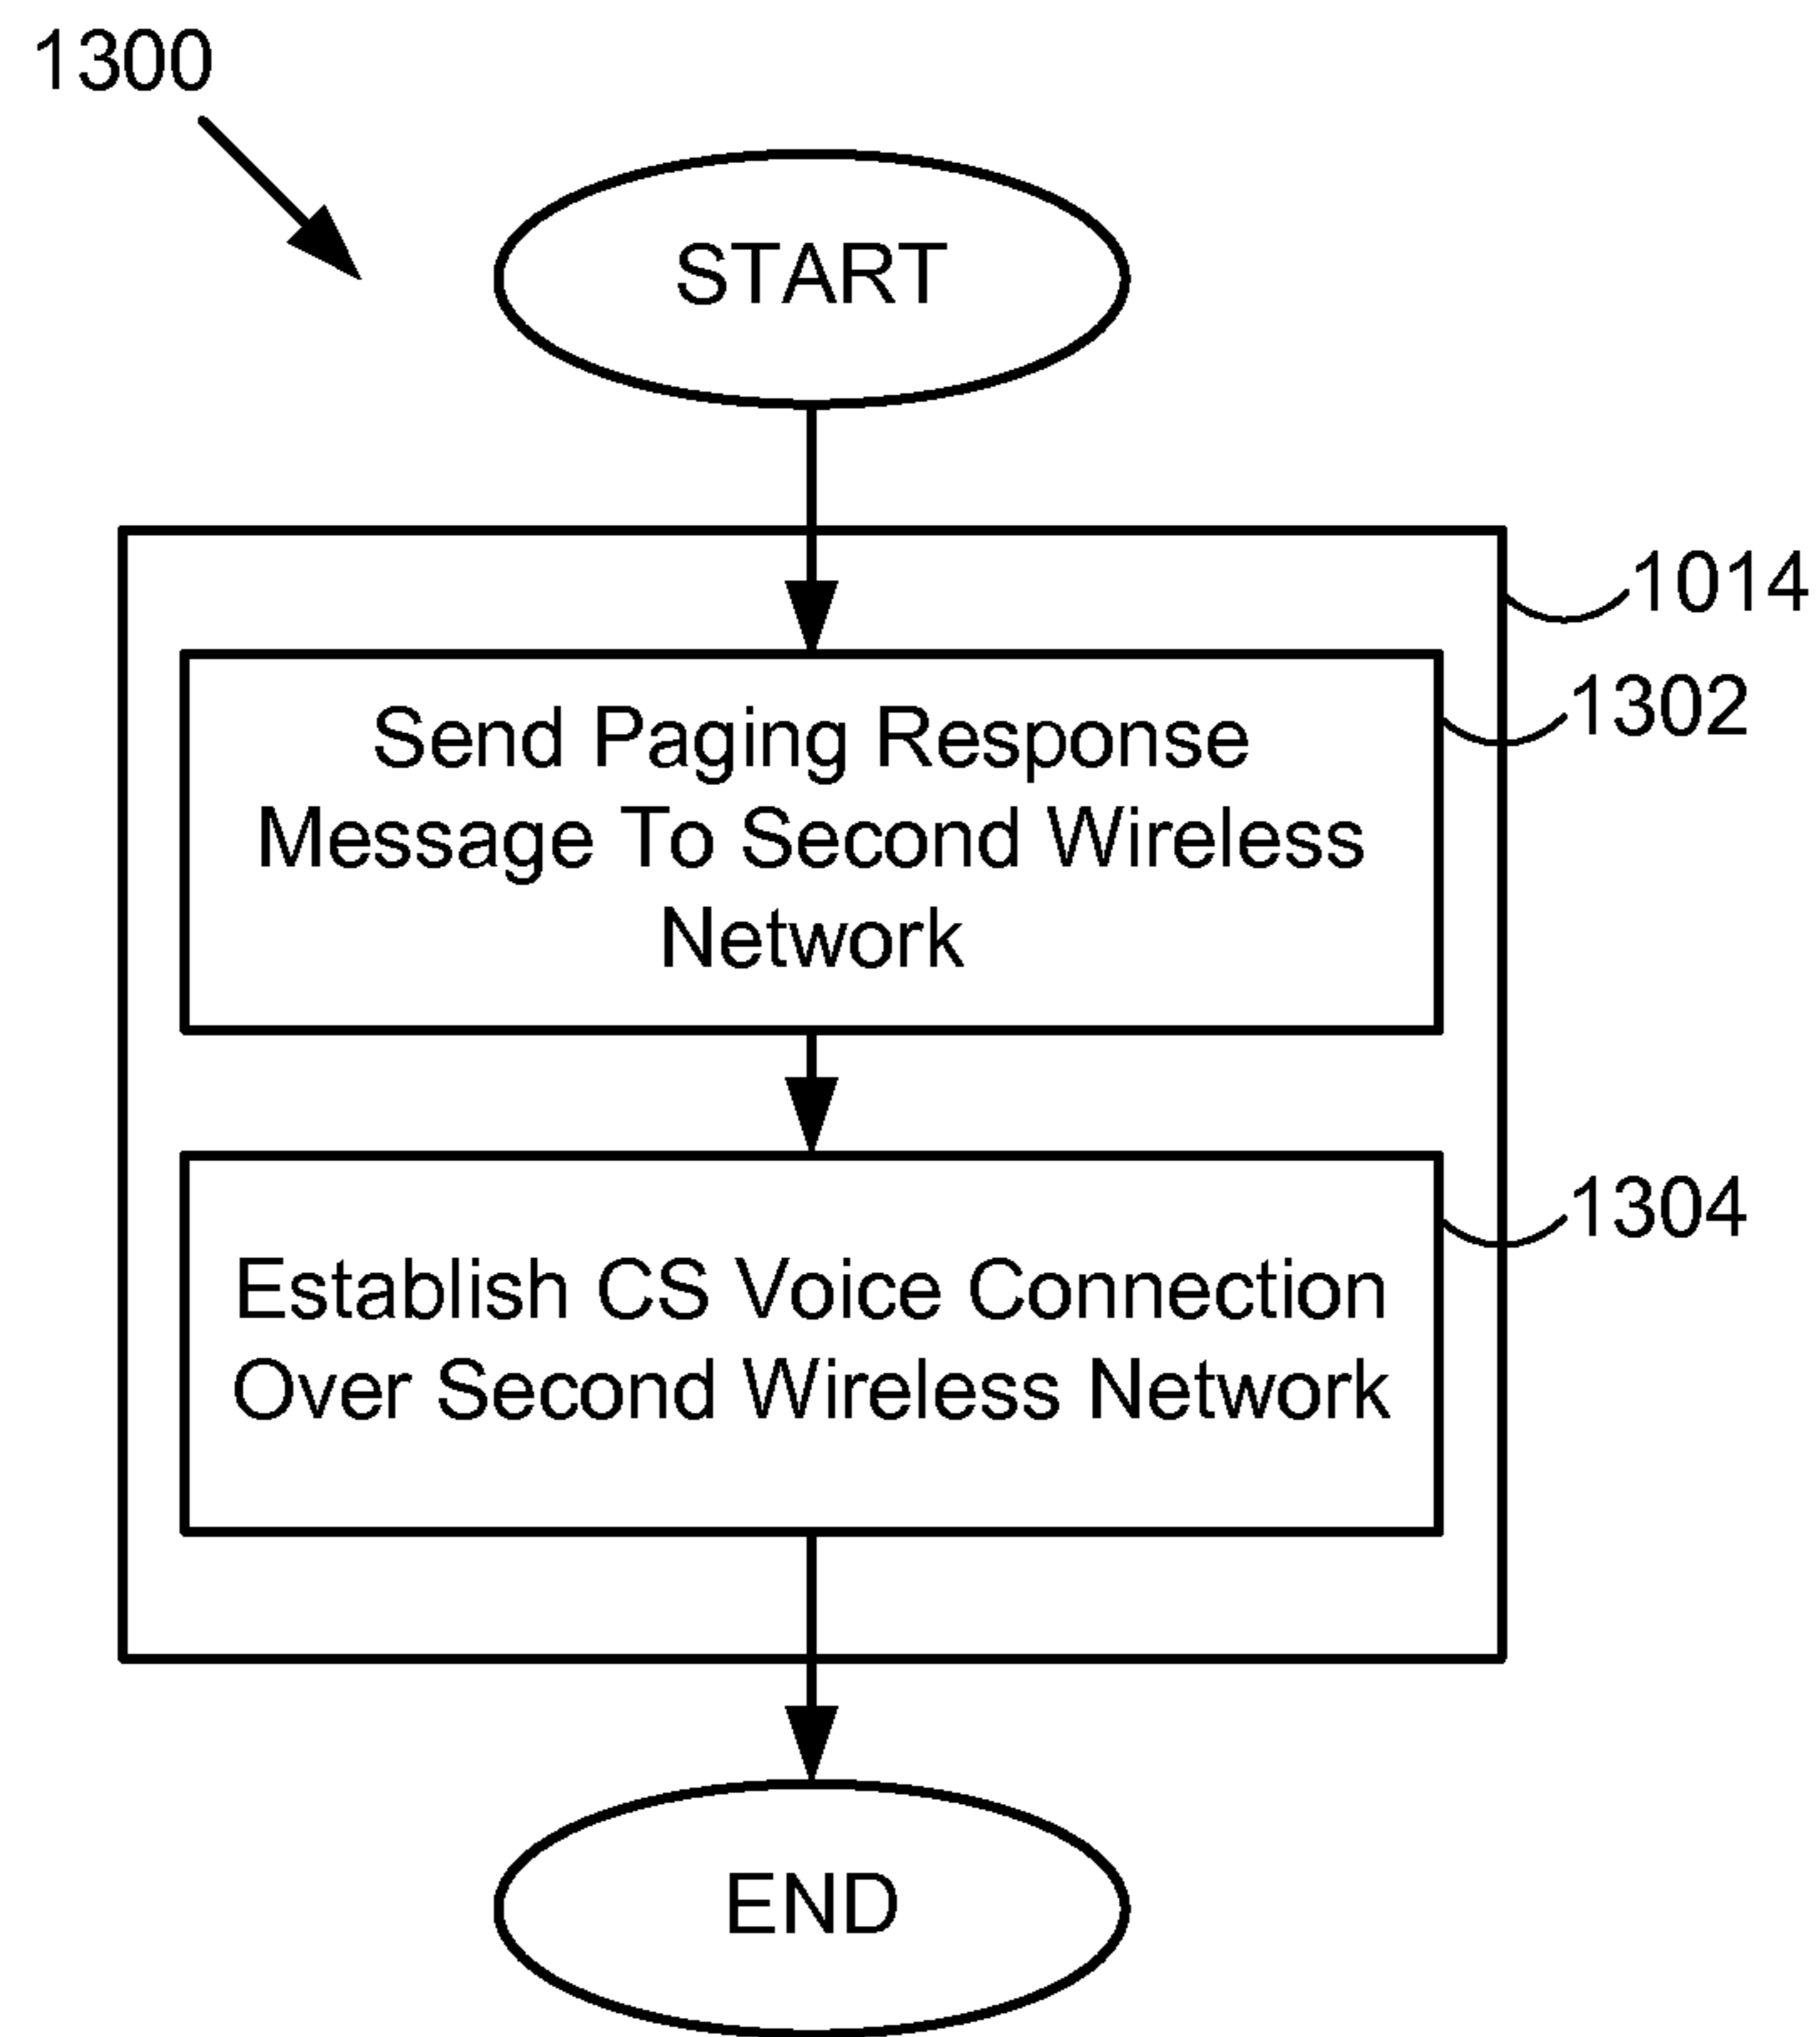 1300
START
1014
Send Paging Response
Message To Second Wireless
Network
1302
Establish CS Voice Connection
Over Second Wireless Network
1304
END